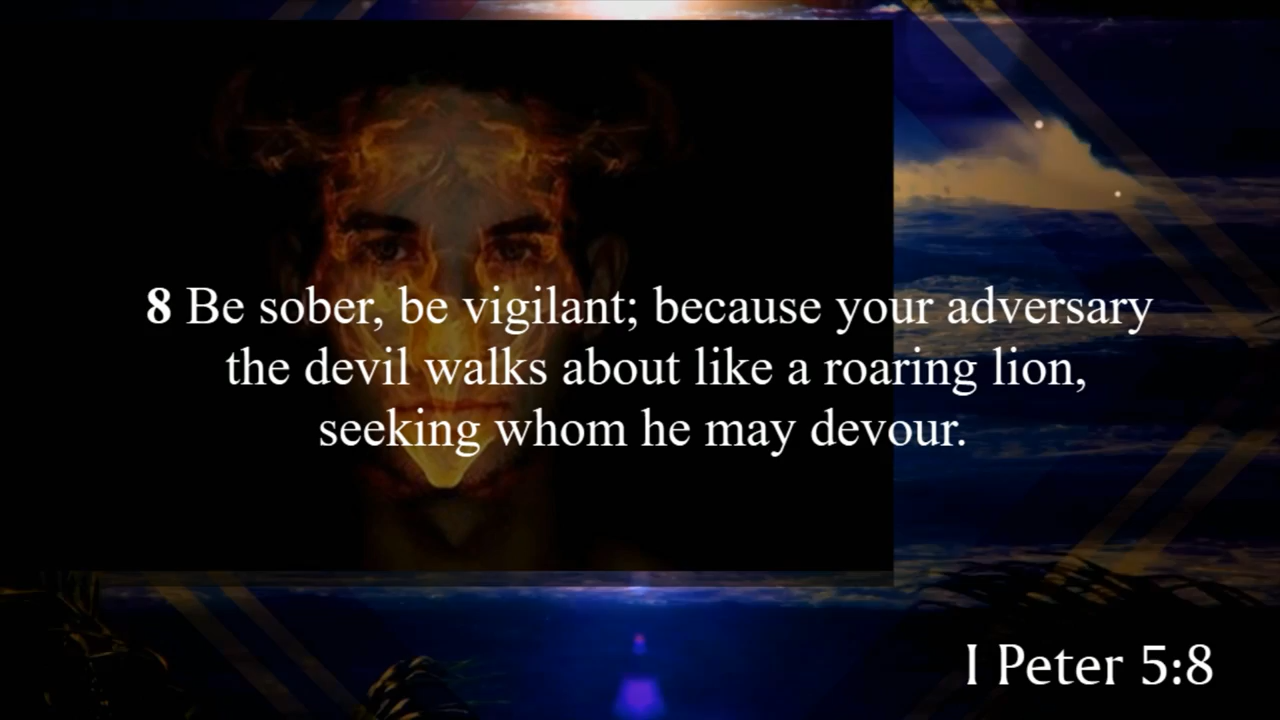 8 Be sober, be vigilant; because your adversary
the devil walks about like a roaring lion,
seeking whom he may devour.
I Peter 5:8